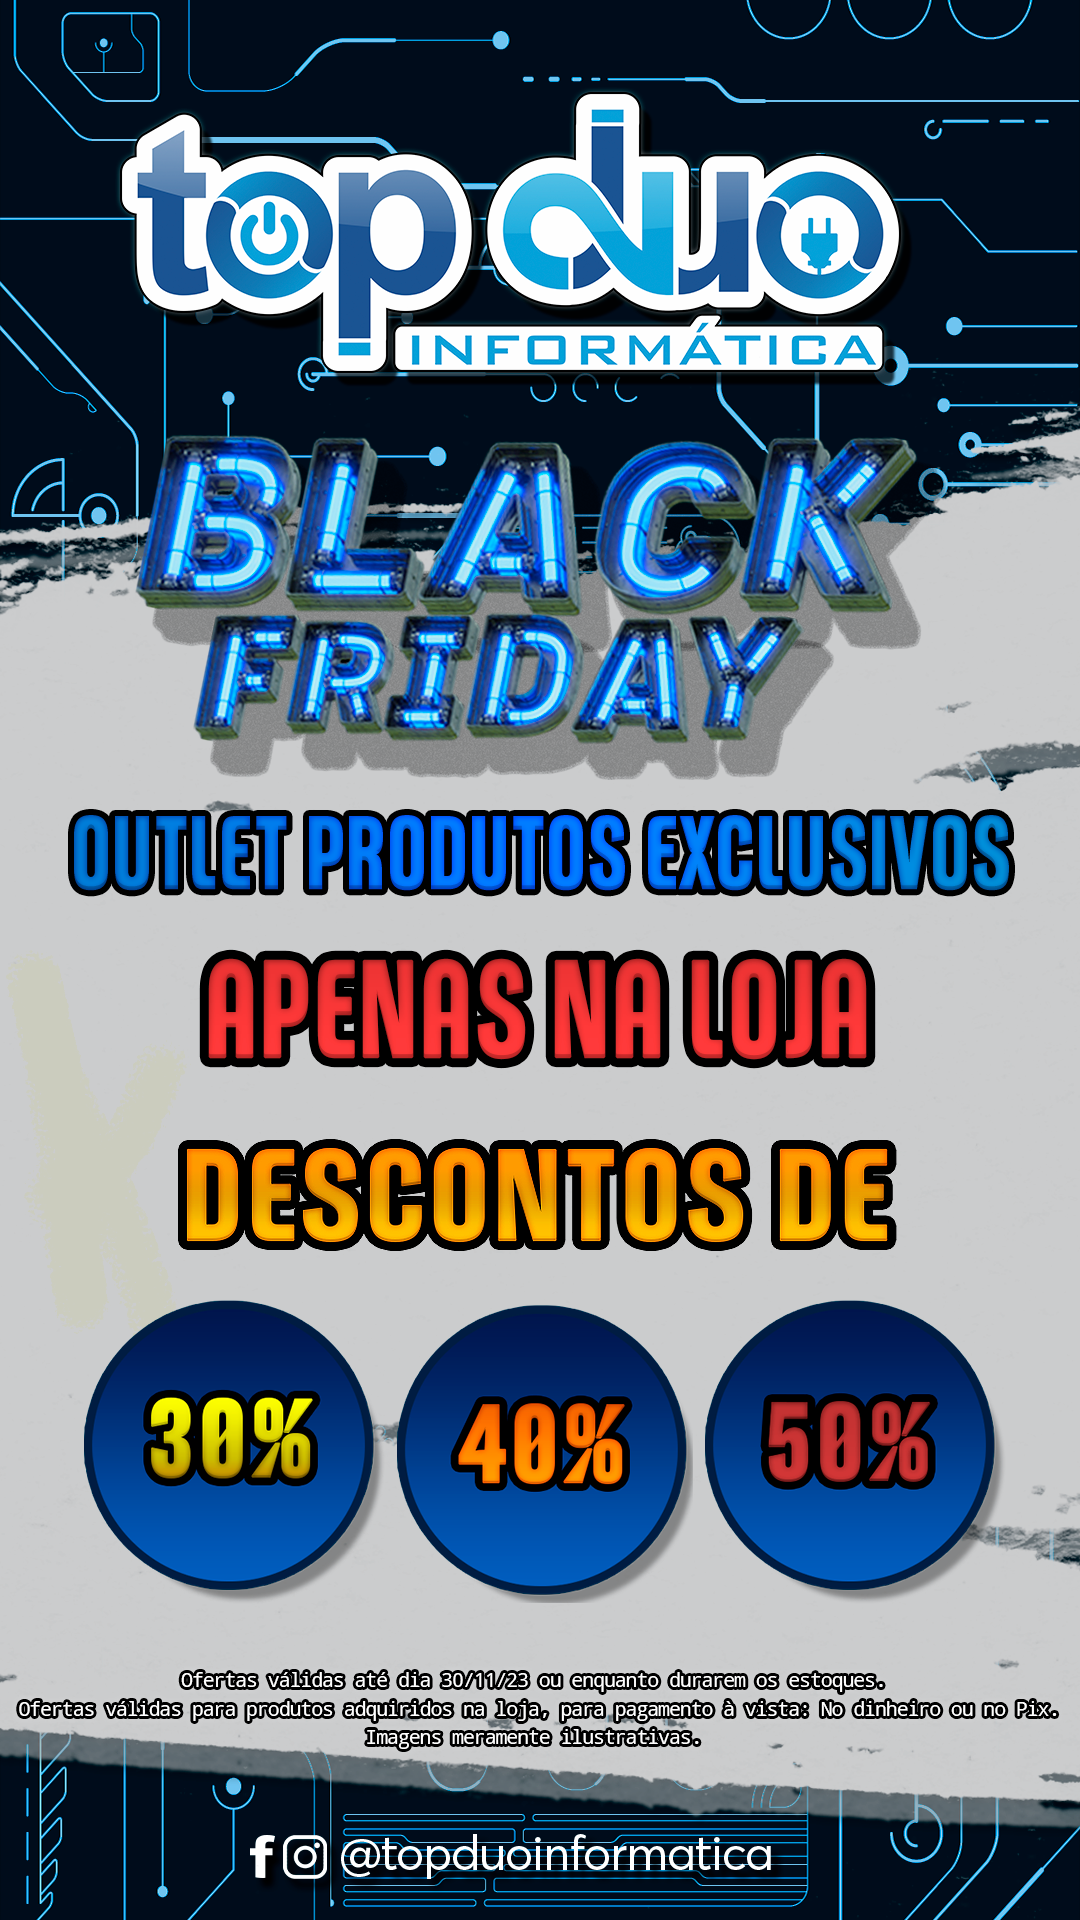 top duo
INFORMÁTICA
BLACK
FRIDAY
OUTLET PRODUTOS EXCLUSIVOS
APENAS NA LOJA
DESCONTOS DE
30% 40% 50%
Ofertas válidas até dia 30/11/23 ou enquanto durarem os estoques.
Ofertas válidas para produtos adquiridos na loja, para pagamento à vista: No dinheiro ou no Pix.
Imagens meramente ilustrativas.
@topduoinformatica